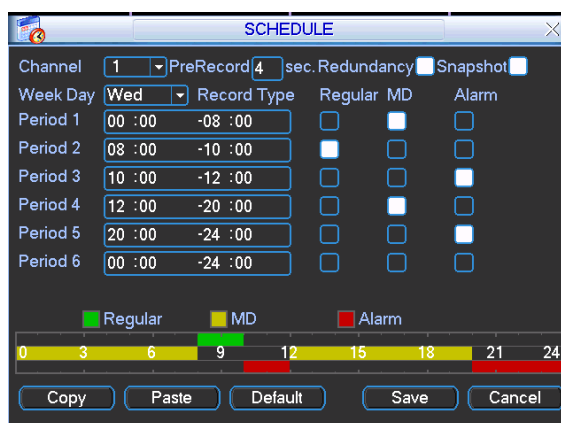 SCHEDULE
Channel 1 PreRecord 4 sec. Redundancy Snapshot
Week Day Wed Record Type Regular MD Alarm
Period 1 00 :00 -08 :00
Period 2 08 :00 -10 :00
Period 3 10 :00 -12 :00
Period 4 12 :00 -20 :00
Period 5 20 :00 -24 :00
Period 6 00 :00 -24 :00
Regular MD Alarm
0 3 6 9 12 15 18 21 24
Copy Paste Default Save Cancel